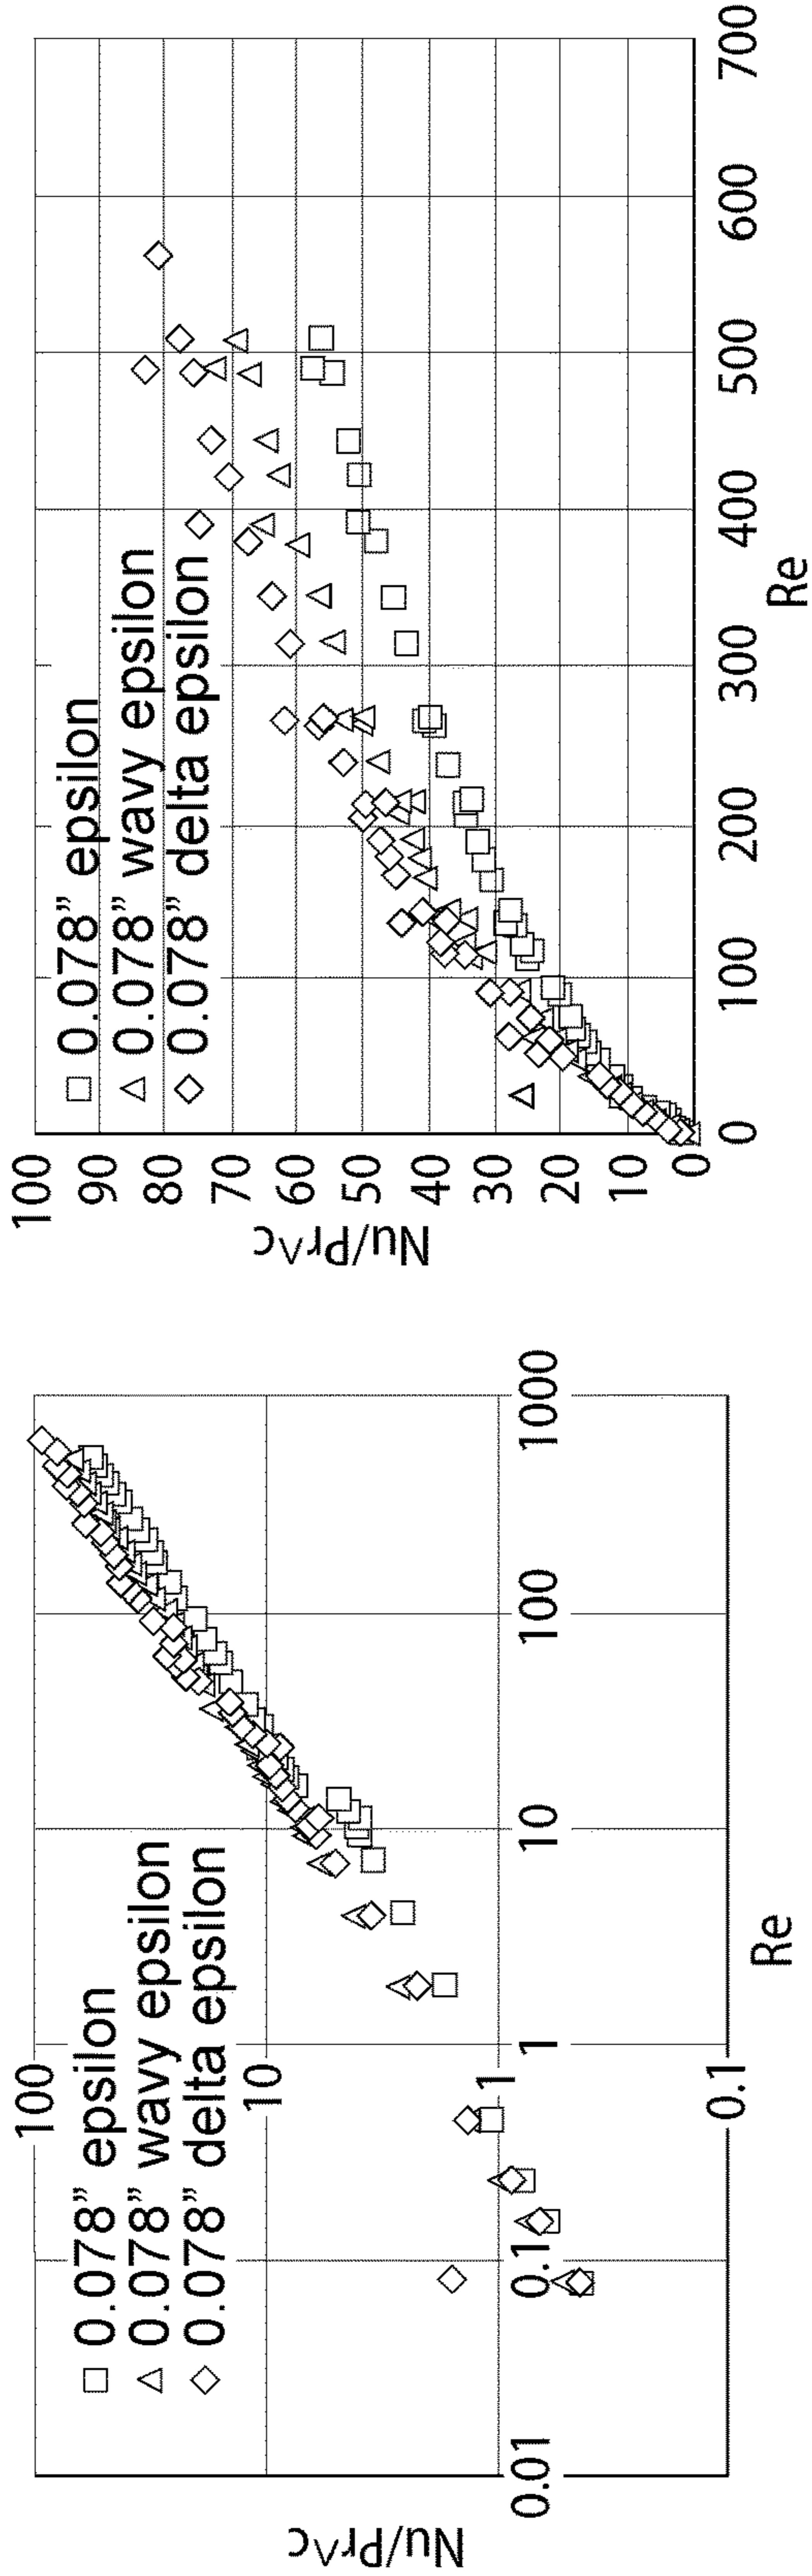 Nu/Pr^c
100
10
1
0.1
□ 0.078” epsilon
△ 0.078” wavy epsilon
◇ 0.078” delta epsilon
0.01
0.1
1
10
100
1000
Re
Nu/Pr^c
100
90
80
70
60
50
40
30
20
10
0
□ 0.078” epsilon
△ 0.078” wavy epsilon
◇ 0.078” delta epsilon
0 100 200 300 400 500 600 700
Re